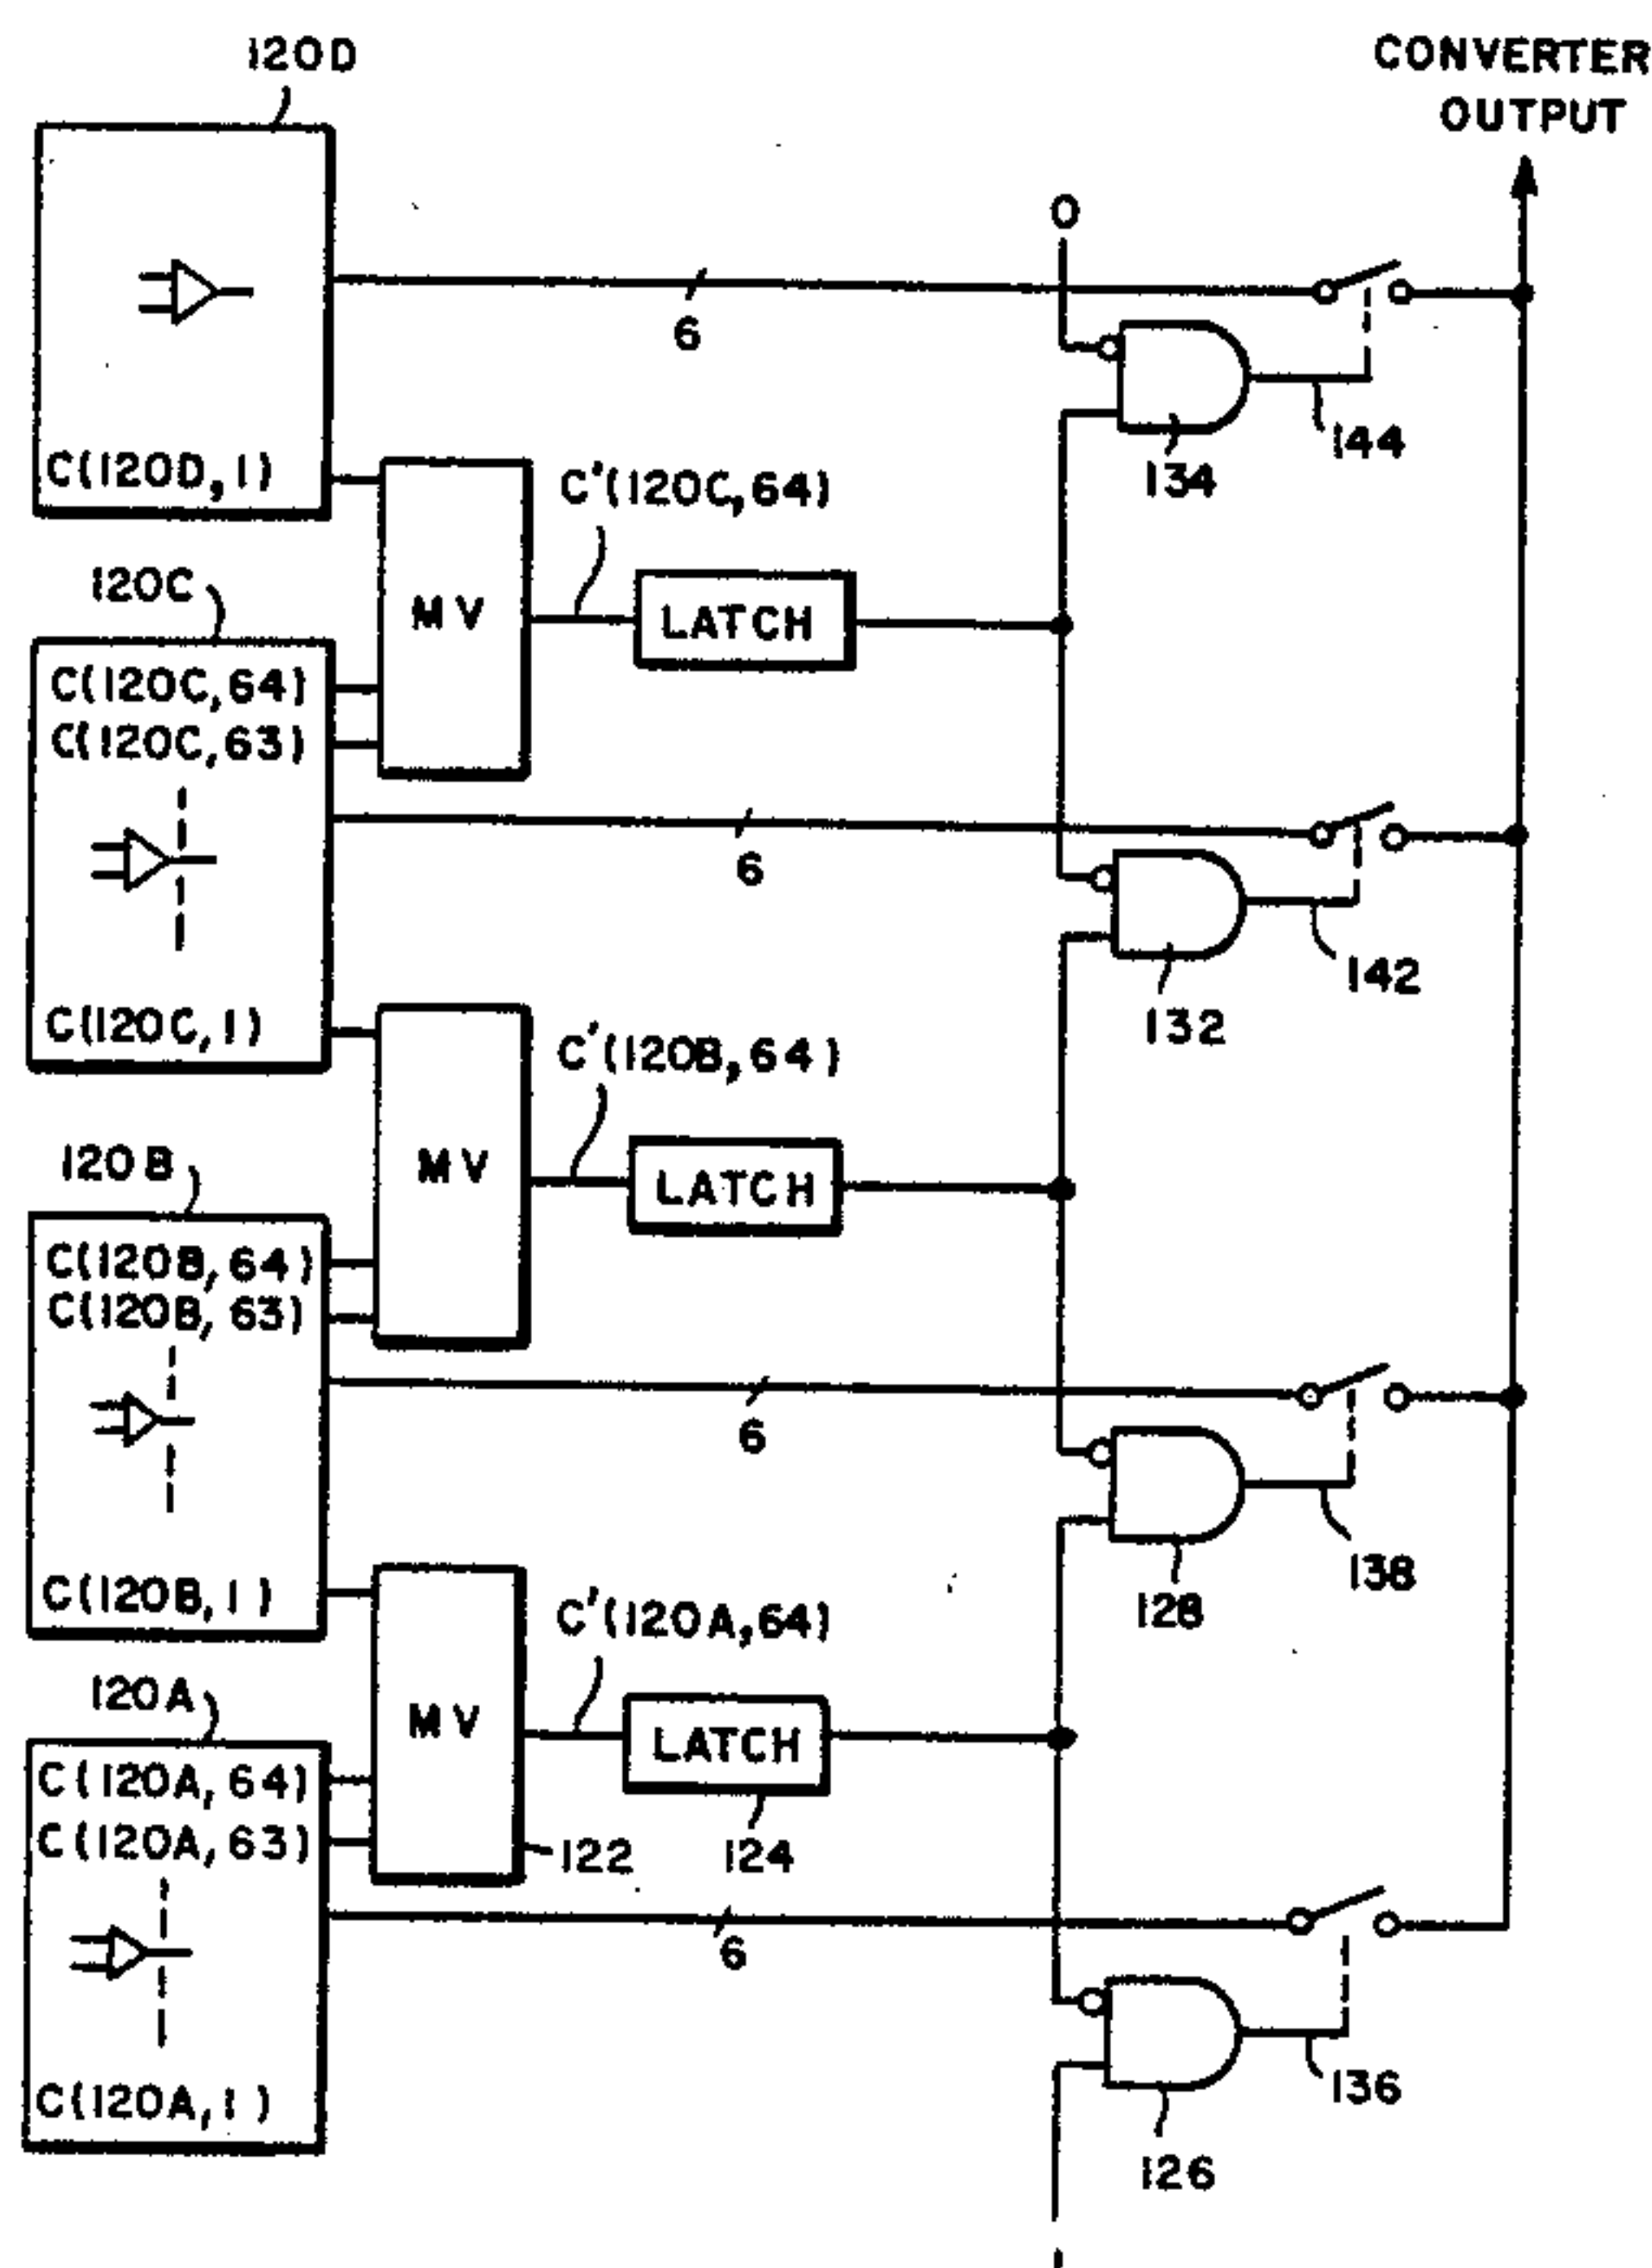 120D
CONVERTER
OUTPUT
0
6
144
C(120D,1)
134
C'(120C,64)
120C
MV
LATCH
C(120C,64)
C(120C,63)
6
142
C(120C,1)
132
C'(120B,64)
120B
MV
LATCH
C(120B,64)
C(120B,63)
6
138
C(120B,1)
128
C'(120A,64)
120A
MV
LATCH
C(120A,64)
C(120A,63)
122
124
6
136
C(120A,1)
126